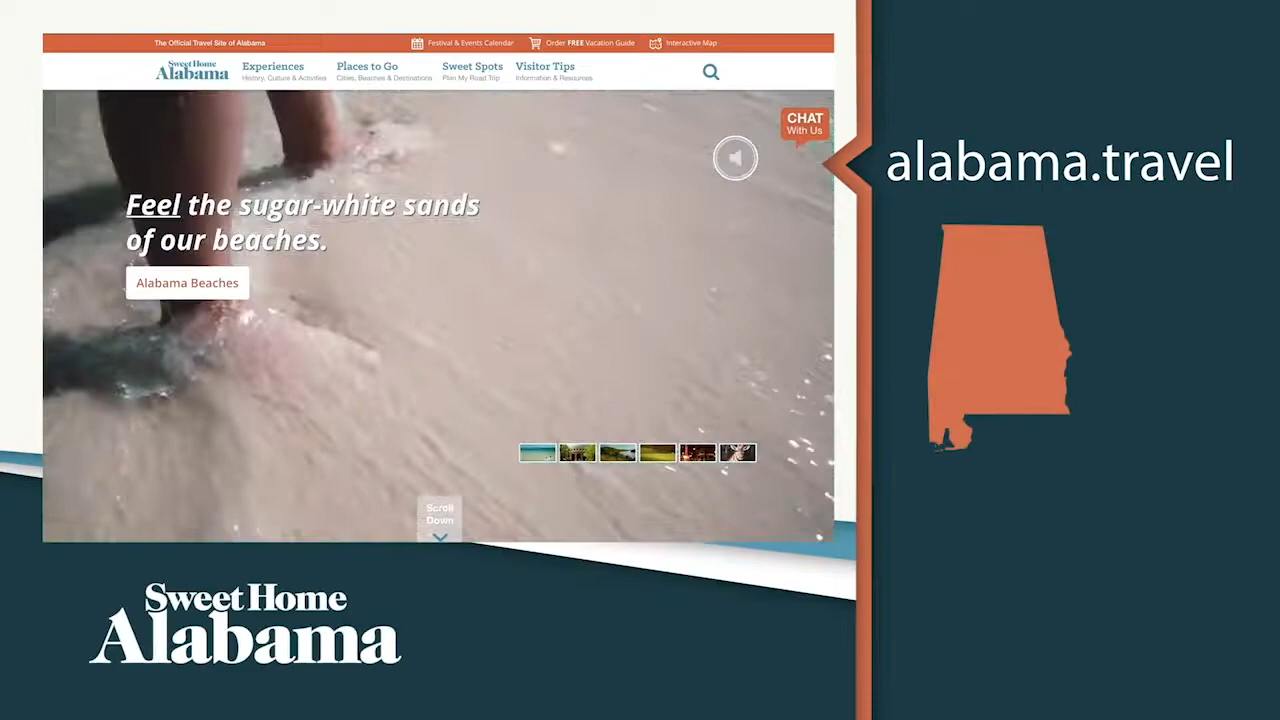 The Official Travel Site of Alabama
Festival & Events Calendar
Order FREE Vacation Guide
Interactive Map
Sweet Home
Alabama
Experiences
History, Culture & Activities
Places to Go
Cities, Beaches & Destinations
Sweet Spots
Plan My Road Trip
Visitor Tips
Information & Resources
CHAT
With Us
alabama.travel
Feel the sugar-white sands
of our beaches.
Alabama Beaches
Scroll
Down
Sweet Home
Alabama